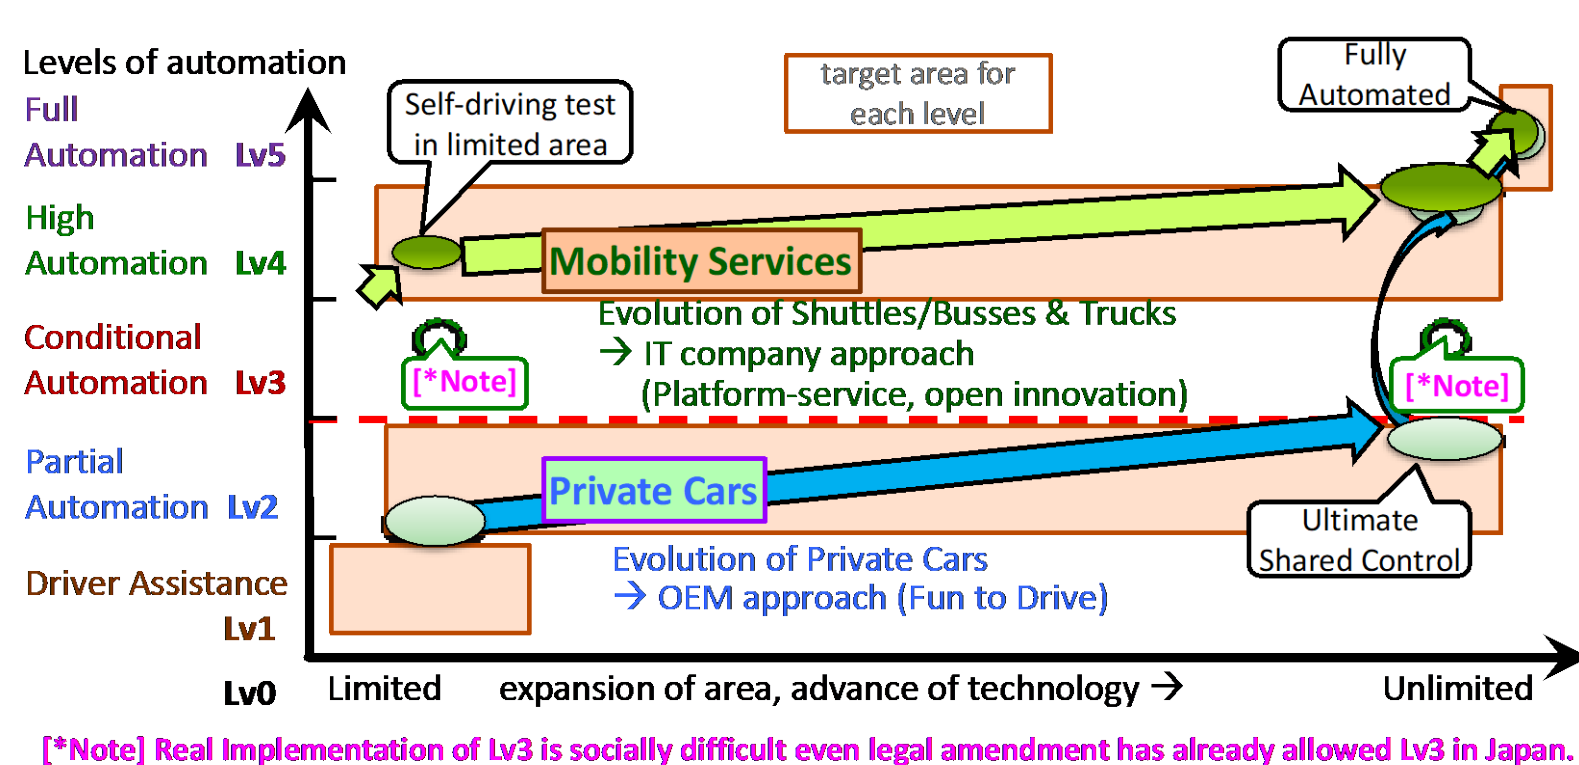 Levels of automation
Full
Automation Lv5
High
Automation Lv4
Conditional
Automation Lv3
Partial
Automation Lv2
Driver Assistance
Lv1
Lv0
Self-driving test
in limited area
target area for
each level
Fully
Automated
Mobility Services
Evolution of Shuttles/Busses & Trucks
→ IT company approach
(Platform-service, open innovation)
[*Note]
[*Note]
Private Cars
Ultimate
Shared Control
Evolution of Private Cars
→ OEM approach (Fun to Drive)
Limited expansion of area, advance of technology → Unlimited
[*Note] Real Implementation of Lv3 is socially difficult even legal amendment has already allowed Lv3 in Japan.